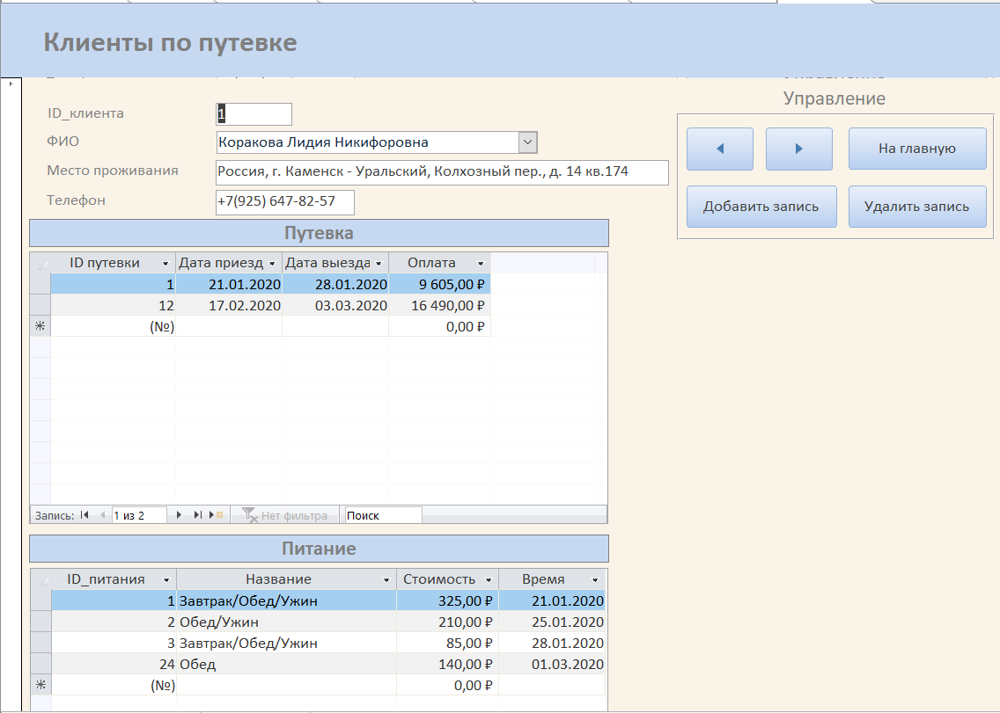 Клиенты по путевке
Управление
ID_клиента 1
ФИО Коракова Лидия Никифоровна
Место проживания Россия, г. Каменск - Уральский, Колхозный пер., д. 14 кв.174
Телефон +7(925) 647-82-57
На главную
Добавить запись Удалить запись
Путевка
ID путевки Дата приезд Дата выезда Оплата
1 21.01.2020 28.01.2020 9 605,00 ₽
12 17.02.2020 03.03.2020 16 490,00 ₽
(№) 0,00 ₽
Запись: 1 из 2 Нет фильтра Поиск
Питание
ID_питания Название Стоимость Время
1 Завтрак/Обед/Ужин 325,00 ₽ 21.01.2020
2 Обед/Ужин 210,00 ₽ 25.01.2020
3 Завтрак/Обед/Ужин 85,00 ₽ 28.01.2020
24 Обед 140,00 ₽ 01.03.2020
(№) 0,00 ₽